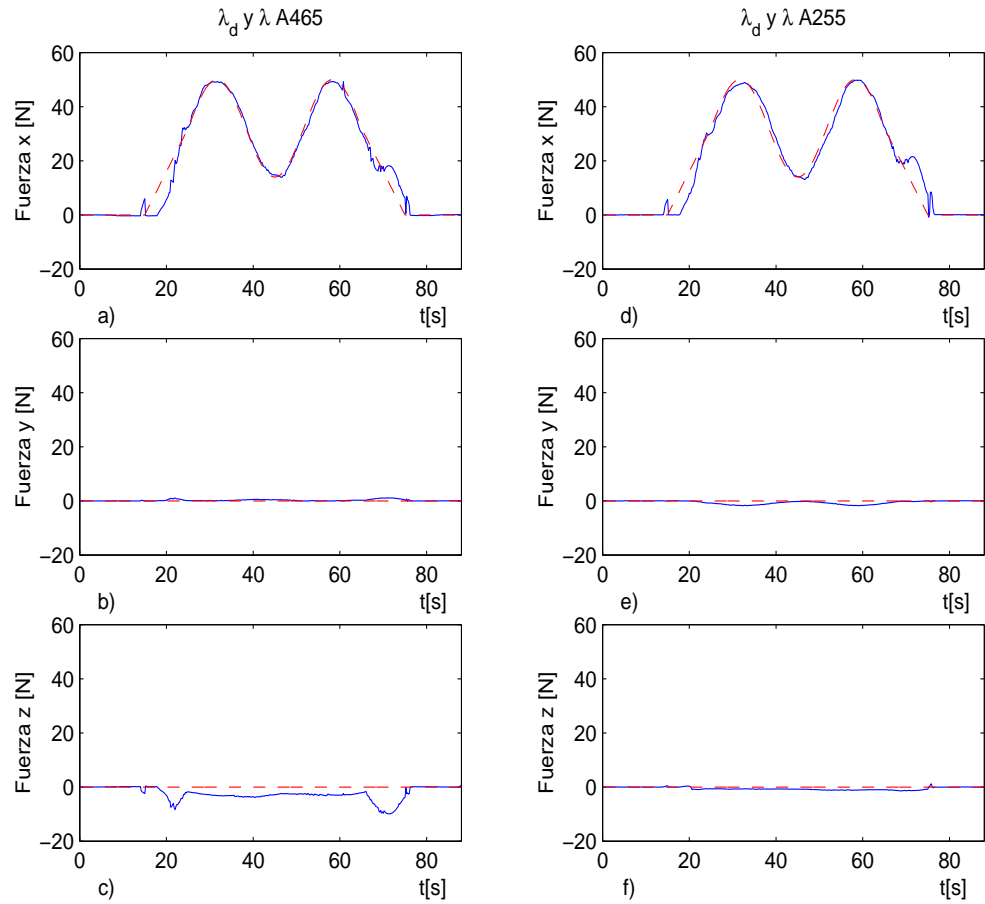 λ_d y λ A465
λ_d y λ A255
60
40
20
0
−20
Fuerza x [N]
0 20 40 60 80
a) t[s]
60
40
20
0
−20
Fuerza x [N]
0 20 40 60 80
d) t[s]
60
40
20
0
−20
Fuerza y [N]
0 20 40 60 80
b) t[s]
60
40
20
0
−20
Fuerza y [N]
0 20 40 60 80
e) t[s]
60
40
20
0
−20
Fuerza z [N]
0 20 40 60 80
c) t[s]
60
40
20
0
−20
Fuerza z [N]
0 20 40 60 80
f) t[s]